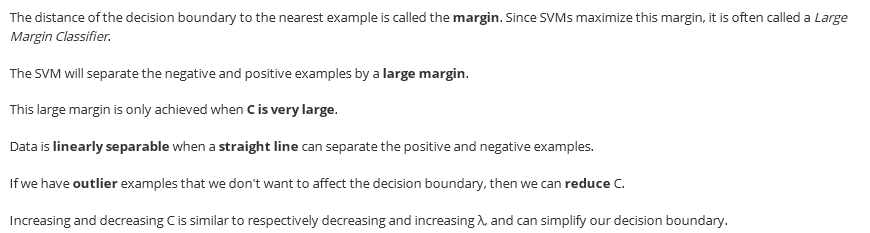 The distance of the decision boundary to the nearest example is called the margin. Since SVMs maximize this margin, it is often called a Large
Margin Classifier.
The SVM will separate the negative and positive examples by a large margin.
This large margin is only achieved when C is very large.
Data is linearly separable when a straight line can separate the positive and negative examples.
If we have outlier examples that we don't want to affect the decision boundary, then we can reduce C.
Increasing and decreasing C is similar to respectively decreasing and increasing λ, and can simplify our decision boundary.